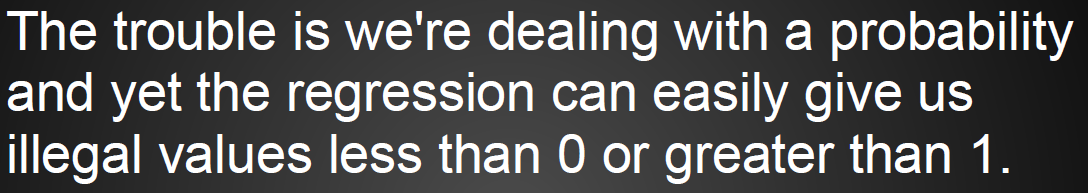 The trouble is we're dealing with a probability
and yet the regression can easily give us
illegal values less than 0 or greater than 1.